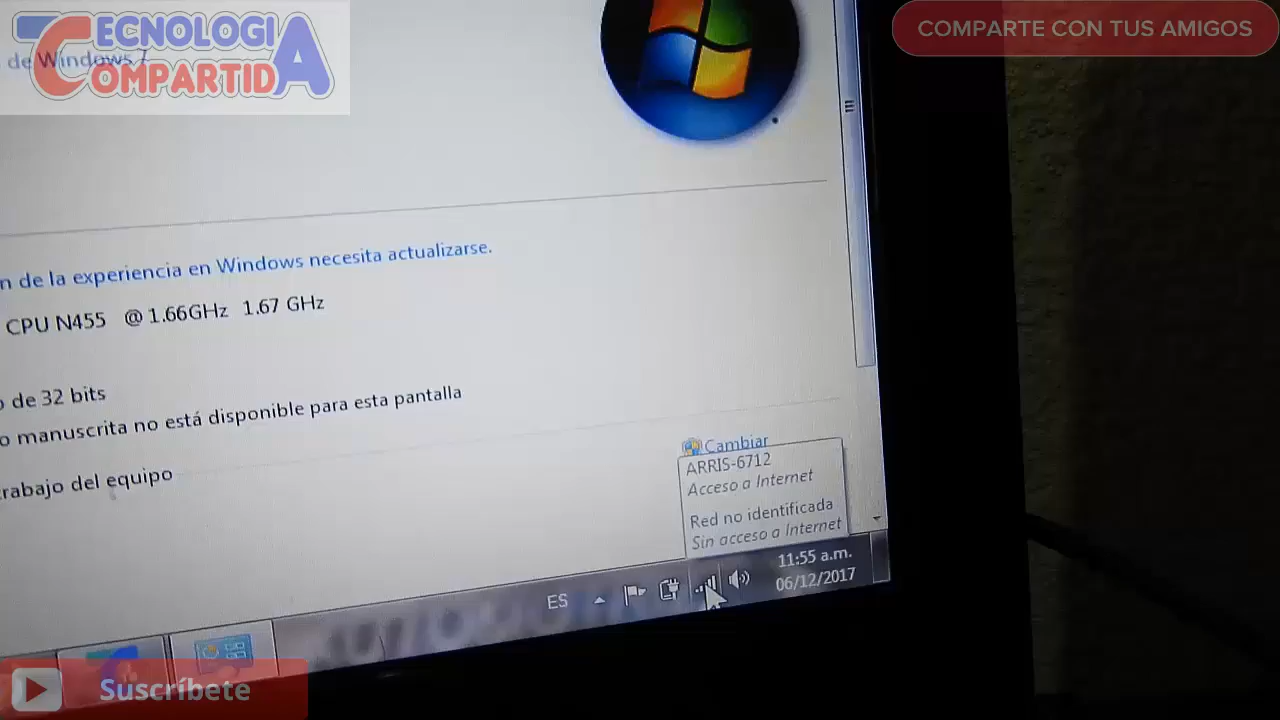 TECNOLOGIA
COMPARTIDA
COMPARTE CON TUS AMIGOS
de Windows 7
n de la experiencia en Windows necesita actualizarse.
CPU N455 @ 1.66GHz 1.67 GHz
o de 32 bits
o manuscrita no está disponible para esta pantalla
Cambiar
ARRIS-6712
Acceso a Internet
rabajo del equipo
Red no identificada
Sin acceso a Internet
ES
11:55 a.m.
06/12/2017
Suscríbete